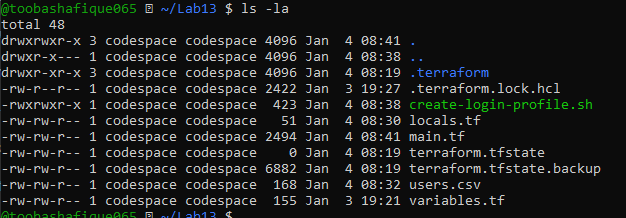 @toobashafique065 ~/Lab13 $ ls -la
total 48
drwxrwxr-x 3 codespace codespace 4096 Jan  4 08:41 .
drwxr-x--- 1 codespace codespace 4096 Jan  4 08:38 ..
drwxr-xr-x 3 codespace codespace 4096 Jan  4 08:19 .terraform
-rw-r--r-- 1 codespace codespace 2422 Jan  3 19:27 .terraform.lock.hcl
-rwxrwxr-x 1 codespace codespace  423 Jan  4 08:38 create-login-profile.sh
-rw-rw-r-- 1 codespace codespace   51 Jan  4 08:30 locals.tf
-rw-rw-r-- 1 codespace codespace 2494 Jan  4 08:41 main.tf
-rw-rw-r-- 1 codespace codespace    0 Jan  4 08:19 terraform.tfstate
-rw-rw-r-- 1 codespace codespace 6882 Jan  4 08:19 terraform.tfstate.backup
-rw-rw-r-- 1 codespace codespace  168 Jan  4 08:32 users.csv
-rw-rw-r-- 1 codespace codespace  155 Jan  3 19:21 variables.tf
@toobashafique065 ~/Lab13 $